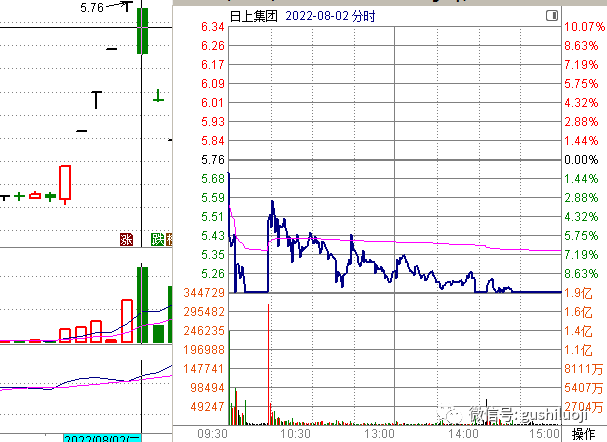 5.76
涨
跌
2022/08/02/二
日上集团 2022-08-02 分时
6.34 10.07%
6.26 8.63%
6.17 7.19%
6.09 5.75%
6.01 4.32%
5.93 2.88%
5.84 1.44%
5.76 0.00%
5.68 1.44%
5.59 2.88%
5.51 4.32%
5.43 5.75%
5.35 7.19%
5.26 8.63%
344729 1.9亿
295482 1.6亿
246235 1.4亿
196988 1.1亿
147741 8111万
98494 5407万
49247 2704万
微信号:gushiluoji
09:30 10:30 13:00 14:00 15:00 操作